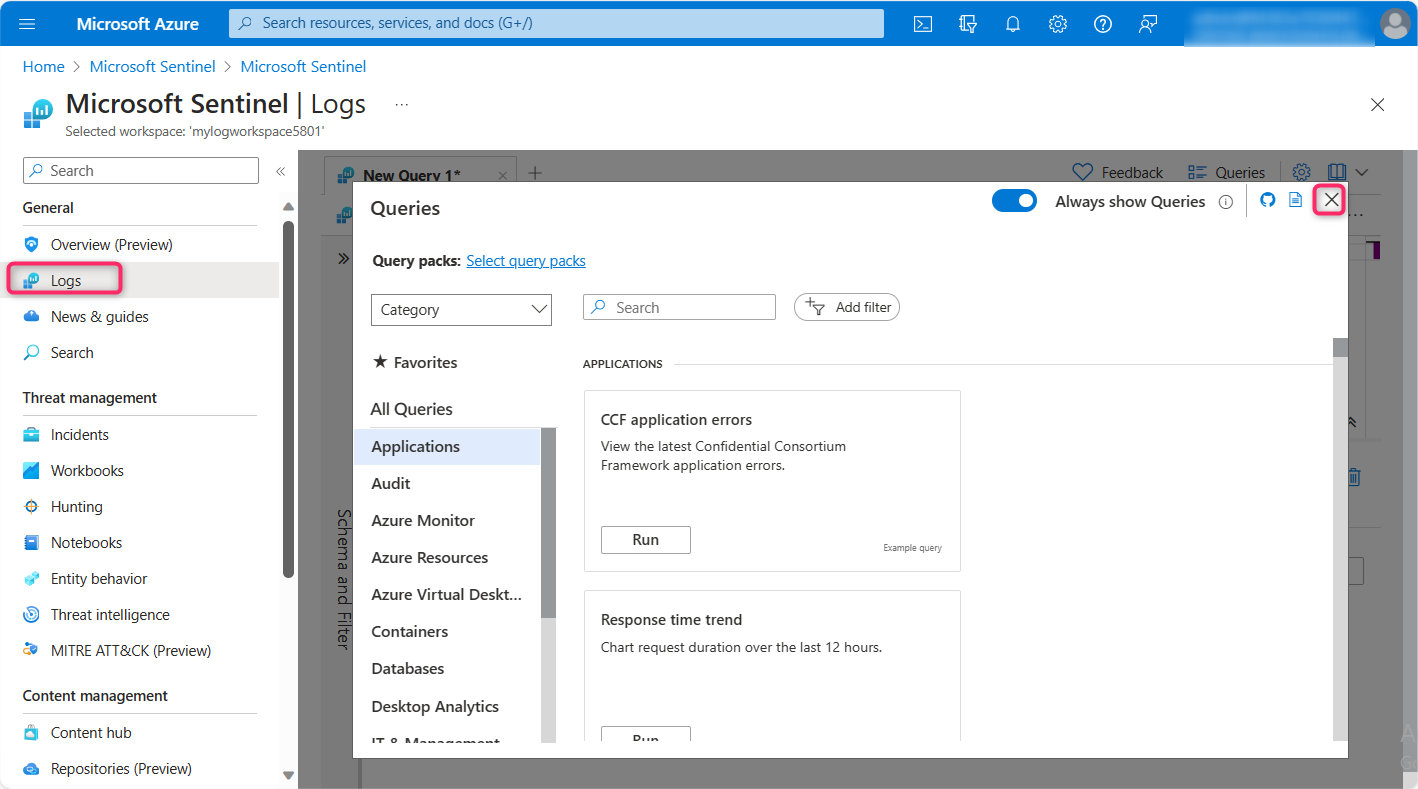 Microsoft Azure
Search resources, services, and docs (G+/)
Home > Microsoft Sentinel > Microsoft Sentinel
Microsoft Sentinel | Logs ...
Selected workspace: 'mylogworkspace5801'
Search «
General
Overview (Preview)
Logs
News & guides
Search
Threat management
Incidents
Workbooks
Hunting
Notebooks
Entity behavior
Threat intelligence
MITRE ATT&CK (Preview)
Content management
Content hub
Repositories (Preview)
New Query 1*
Feedback
Queries
Schema and Filter
Queries
Always show Queries
Query packs: Select query packs
Category
Search
Add filter
★ Favorites
All Queries
Applications
Audit
Azure Monitor
Azure Resources
Azure Virtual Deskt...
Containers
Databases
Desktop Analytics
IT & Management
APPLICATIONS
CCF application errors
View the latest Confidential Consortium
Framework application errors.
Run
Example query
Response time trend
Chart request duration over the last 12 hours.
Run